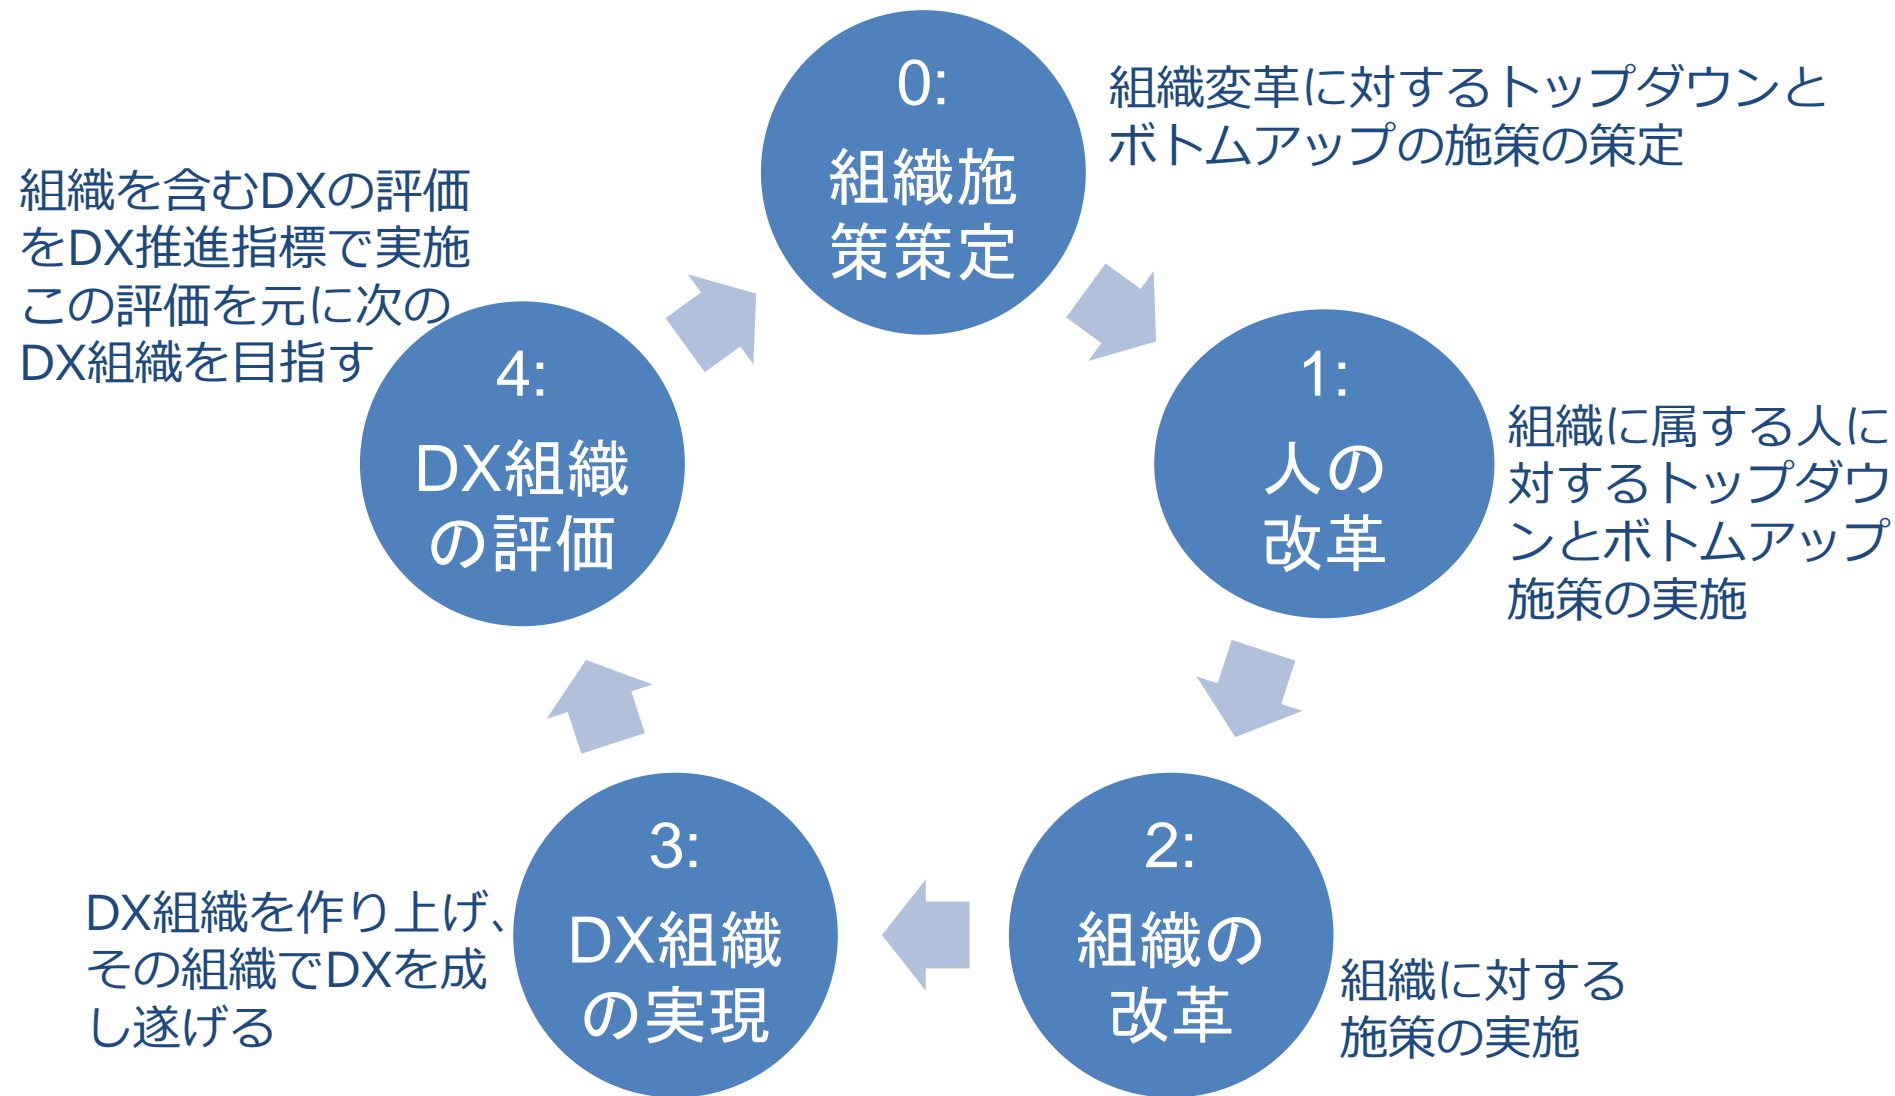 0:
組織施
策策定
組織変革に対するトップダウンと
ボトムアップの施策の策定
1:
人の
改革
組織に属する人に
対するトップダウ
ンとボトムアップ
施策の実施
2:
組織の
改革
組織に対する
施策の実施
3:
DX組織
の実現
DX組織を作り上げ、
その組織でDXを成
し遂げる
4:
DX組織
の評価
組織を含むDXの評価
をDX推進指標で実施
この評価を元に次の
DX組織を目指す